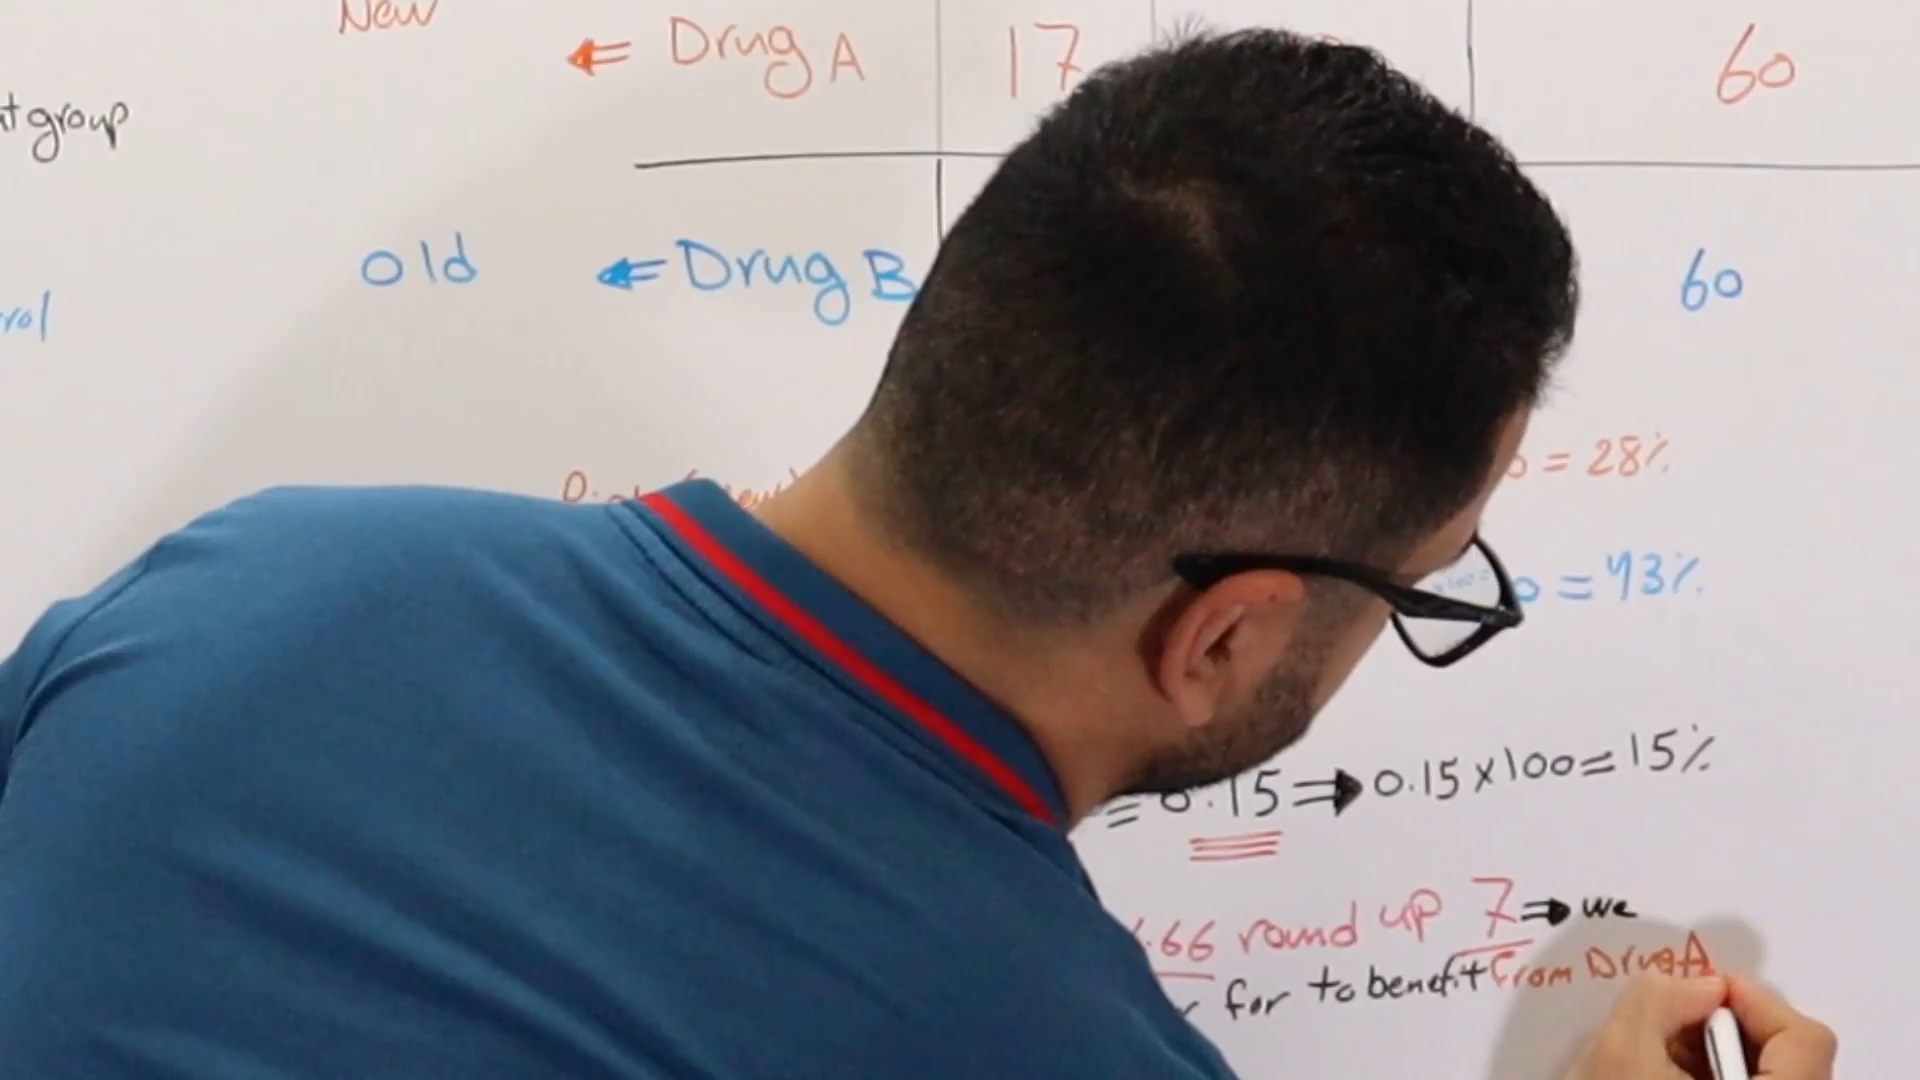 New
⇐ Drug A 17 60
group
old ⇐ Drug B 60
= 28%
x100=
= 43%
= 0.15 ⇒ 0.15 x 100 = 15%
.66 round up 7 ⇒ we
for to benefit from Drug A